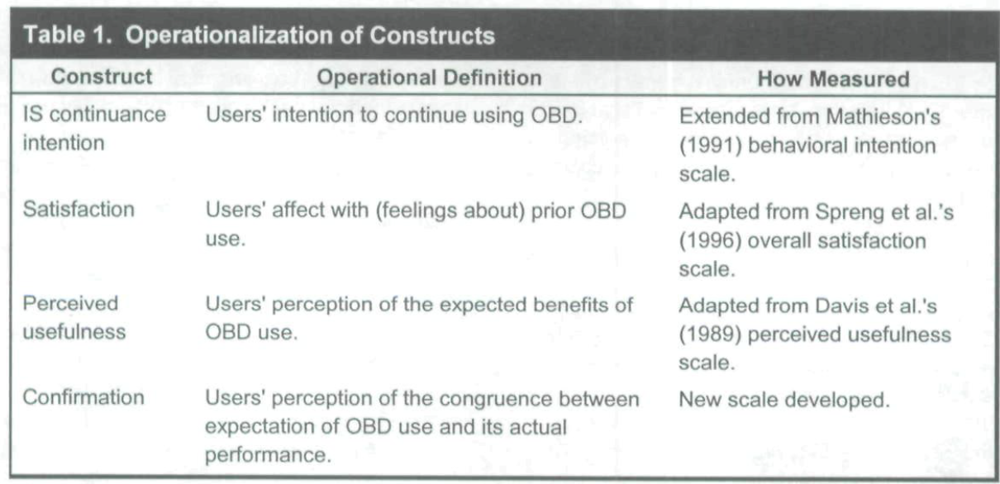 Table 1. Operationalization of Constructs
Construct Operational Definition How Measured
IS continuance intention Users' intention to continue using OBD. Extended from Mathieson's (1991) behavioral intention scale.
Satisfaction Users' affect with (feelings about) prior OBD use. Adapted from Spreng et al.'s (1996) overall satisfaction scale.
Perceived usefulness Users' perception of the expected benefits of OBD use. Adapted from Davis et al.'s (1989) perceived usefulness scale.
Confirmation Users' perception of the congruence between expectation of OBD use and its actual performance. New scale developed.